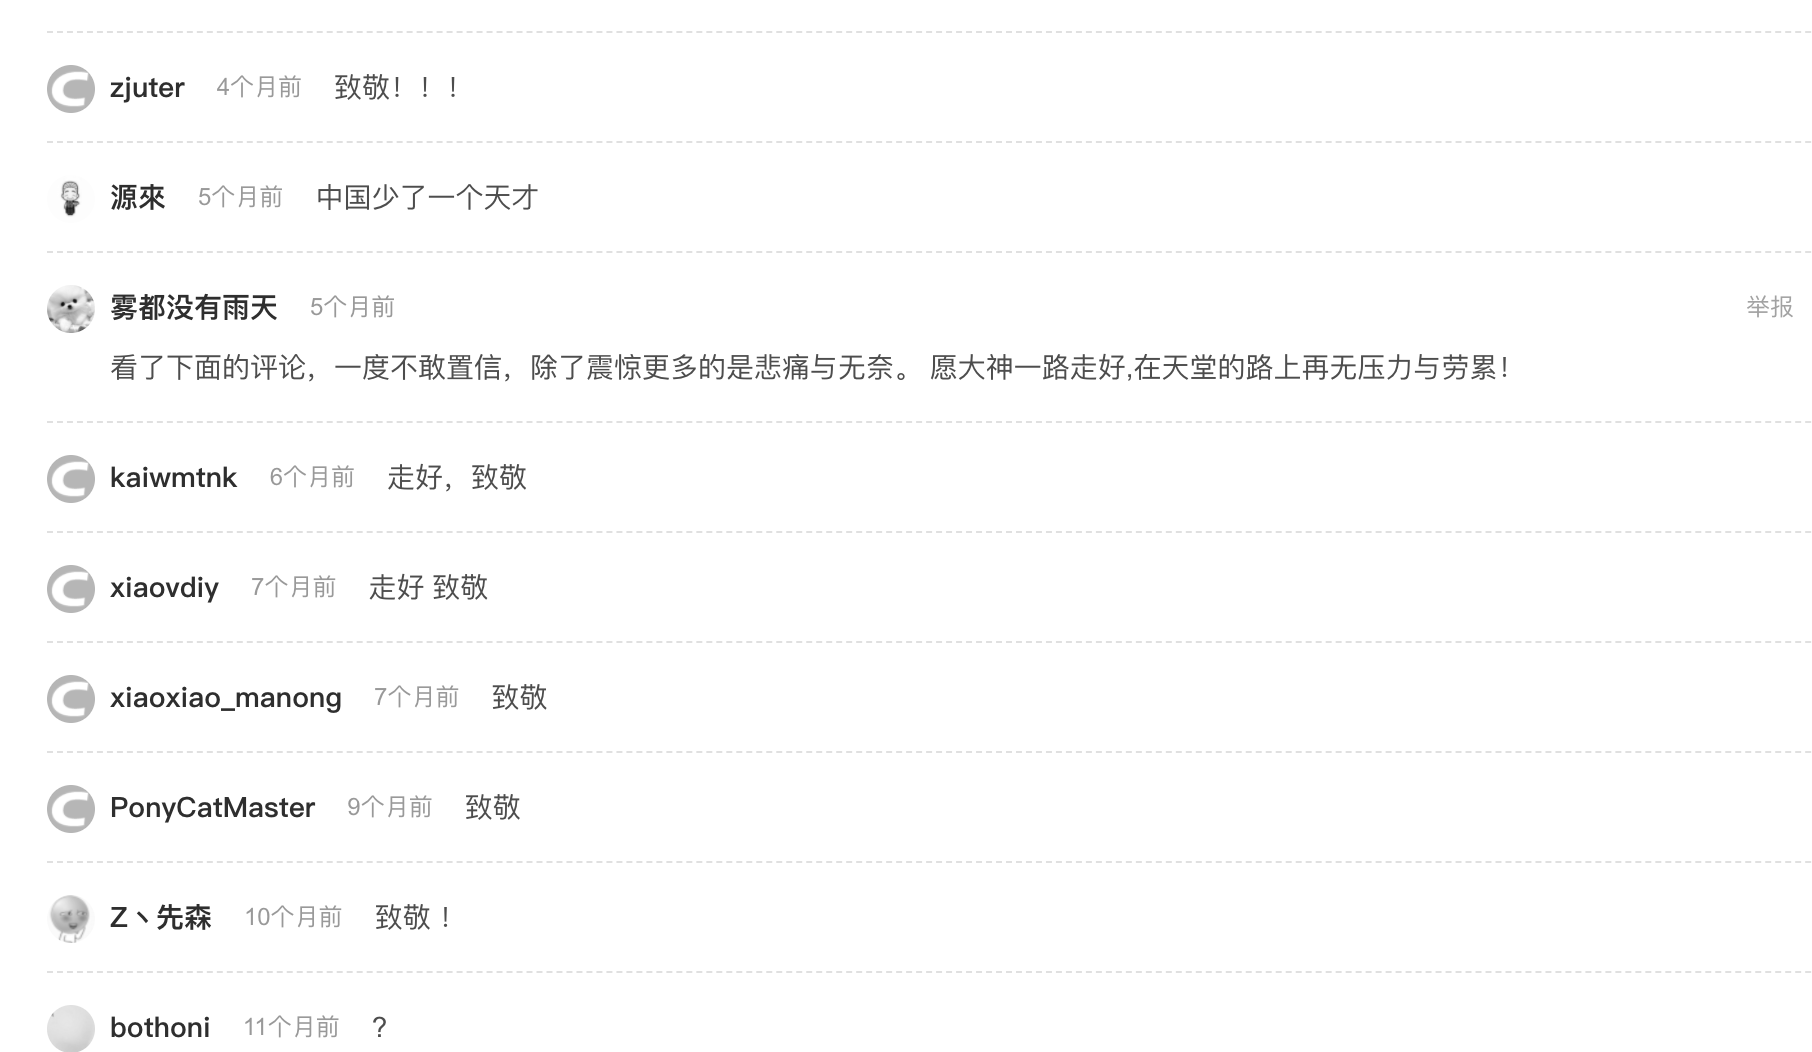 zjuter 4个月前 致敬！！！
源來 5个月前 中国少了一个天才
雾都没有雨天 5个月前 举报
看了下面的评论，一度不敢置信，除了震惊更多的是悲痛与无奈。 愿大神一路走好,在天堂的路上再无压力与劳累！
kaiwmtnk 6个月前 走好，致敬
xiaovdiy 7个月前 走好 致敬
xiaoxiao_manong 7个月前 致敬
PonyCatMaster 9个月前 致敬
Z丶先森 10个月前 致敬 ！
bothoni 11个月前 ?